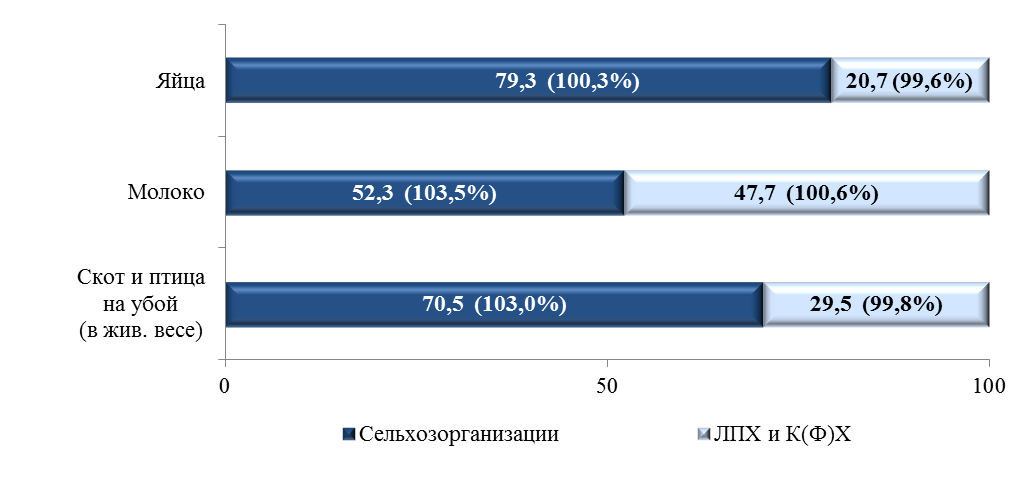 Яйца
79,3 (100,3%)
20,7 (99,6%)
Молоко
52,3 (103,5%)
47,7 (100,6%)
Скот и птица
на убой
(в жив. весе)
70,5 (103,0%)
29,5 (99,8%)
0
50
100
Сельхозорганизации
ЛПХ и К(Ф)Х